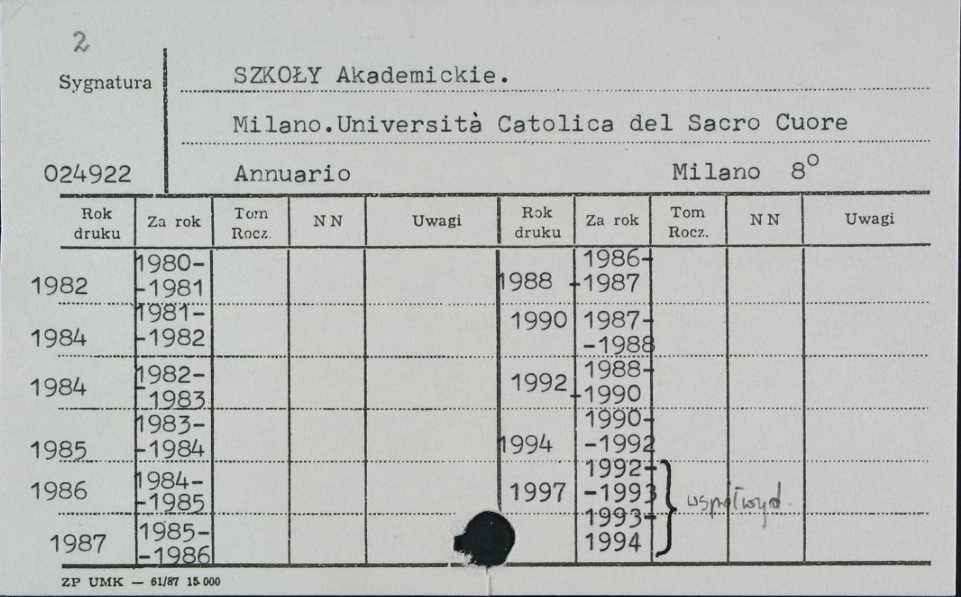 2
Sygnatura
SZKOŁY Akademickie.
Milano.Università Catolica del Sacro Cuore
024922
Annuario
Milano 8º
Rok druku
Za rok
Tom Rocz.
NN
Uwagi
Rok druku
Za rok
Tom Rocz.
NN
Uwagi
1982
1980-
-1981
1984
1981-
-1982
1984
1982-
1983
1985
1983-
-1984
1986
1984-
-1985
1987
1985-
-1986
1988
1986-
-1987
1990
1987-
-1988
1992
1988-
-1990
1994
1990-
-1992
1997
1992-
-1993
1993-
1994
współwyd.
ZP UMK — 61/87 15.000